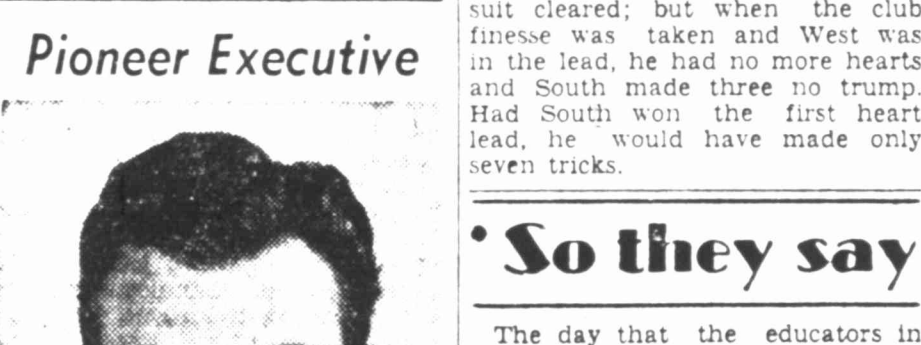 Pioneer Executive
suit cleared; but when the club
finesse was taken and West was
in the lead, he had no more hearts
and South made three no trump.
Had South won the first heart
lead, he would have made only
seven tricks.
So they say
The day that the educators in